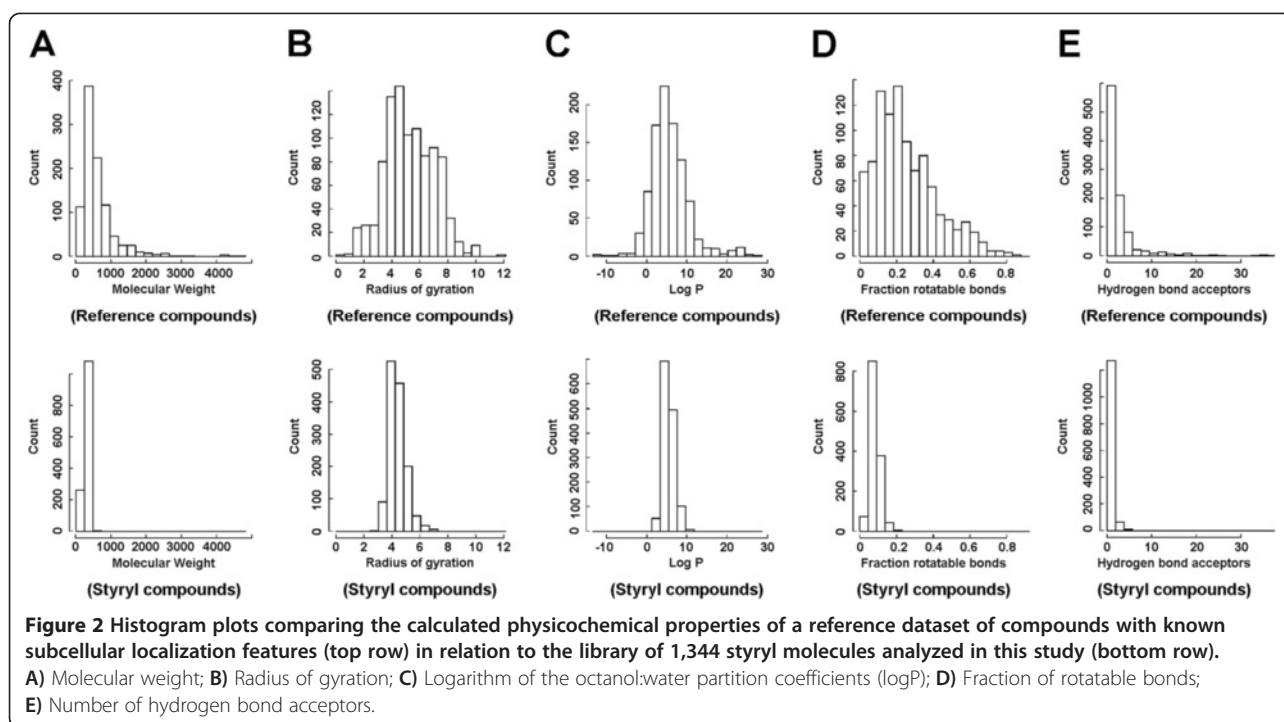 A B C D E
Count 0 100 200 300 400
0 1000 2000 3000 4000
Molecular Weight
(Reference compounds)
Count 0 20 40 60 80 100 120
0 2 4 6 8 10 12
Radius of gyration
(Reference compounds)
Count 0 50 100 150 200
-10 0 10 20 30
Log P
(Reference compounds)
Count 0 20 40 60 80 100 120
0 0.2 0.4 0.6 0.8
Fraction rotatable bonds
(Reference compounds)
Count 0 100 200 300 400 500
0 10 20 30
Hydrogen bond acceptors
(Reference compounds)
Count 0 200 400 600 800
0 1000 2000 3000 4000
Molecular Weight
(Styryl compounds)
Count 0 100 200 300 400 500
0 2 4 6 8 10 12
Radius of gyration
(Styryl compounds)
Count 0 100 200 300 400 500 600
-10 0 10 20 30
Log P
(Styryl compounds)
Count 0 200 400 600 800
0 0.2 0.4 0.6 0.8
Fraction rotatable bonds
(Styryl compounds)
Count 0 200 400 600 800 1000
0 10 20 30
Hydrogen bond acceptors
(Styryl compounds)
Figure 2 Histogram plots comparing the calculated physicochemical properties of a reference dataset of compounds with known
subcellular localization features (top row) in relation to the library of 1,344 styryl molecules analyzed in this study (bottom row).
A) Molecular weight; B) Radius of gyration; C) Logarithm of the octanol:water partition coefficients (logP); D) Fraction of rotatable bonds;
E) Number of hydrogen bond acceptors.